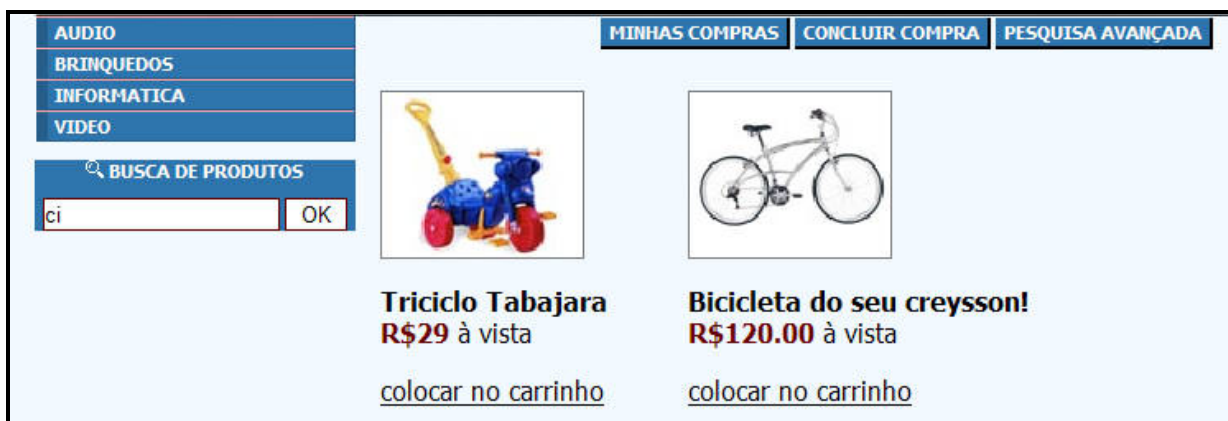 AUDIO
BRINQUEDOS
INFORMATICA
VIDEO
BUSCA DE PRODUTOS
ci
OK
MINHAS COMPRAS
CONCLUIR COMPRA
PESQUISA AVANÇADA
Triciclo Tabajara
R$29 à vista
colocar no carrinho
Bicicleta do seu creysson!
R$120.00 à vista
colocar no carrinho